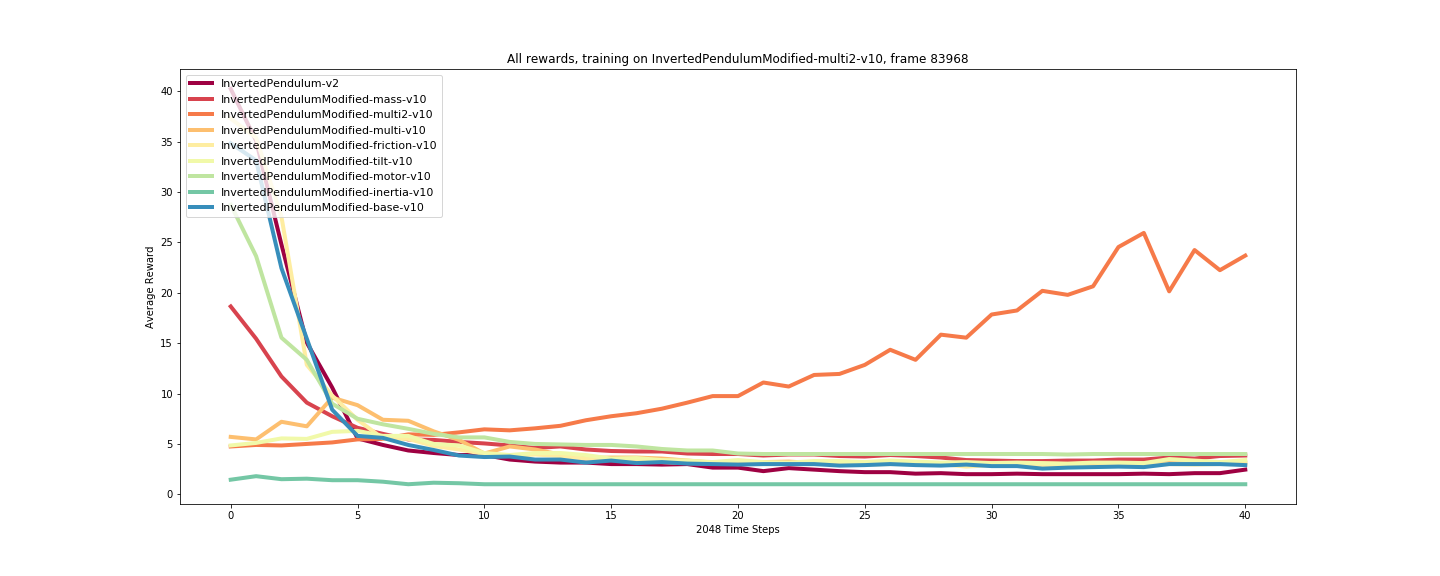 All rewards, training on InvertedPendulumModified-multi2-v10, frame 83968
InvertedPendulum-v2
InvertedPendulumModified-mass-v10
InvertedPendulumModified-multi2-v10
InvertedPendulumModified-multi-v10
InvertedPendulumModified-friction-v10
InvertedPendulumModified-tilt-v10
InvertedPendulumModified-motor-v10
InvertedPendulumModified-inertia-v10
InvertedPendulumModified-base-v10
Average Reward
40
35
30
25
20
15
10
5
0
0 5 10 15 20 25 30 35 40
2048 Time Steps